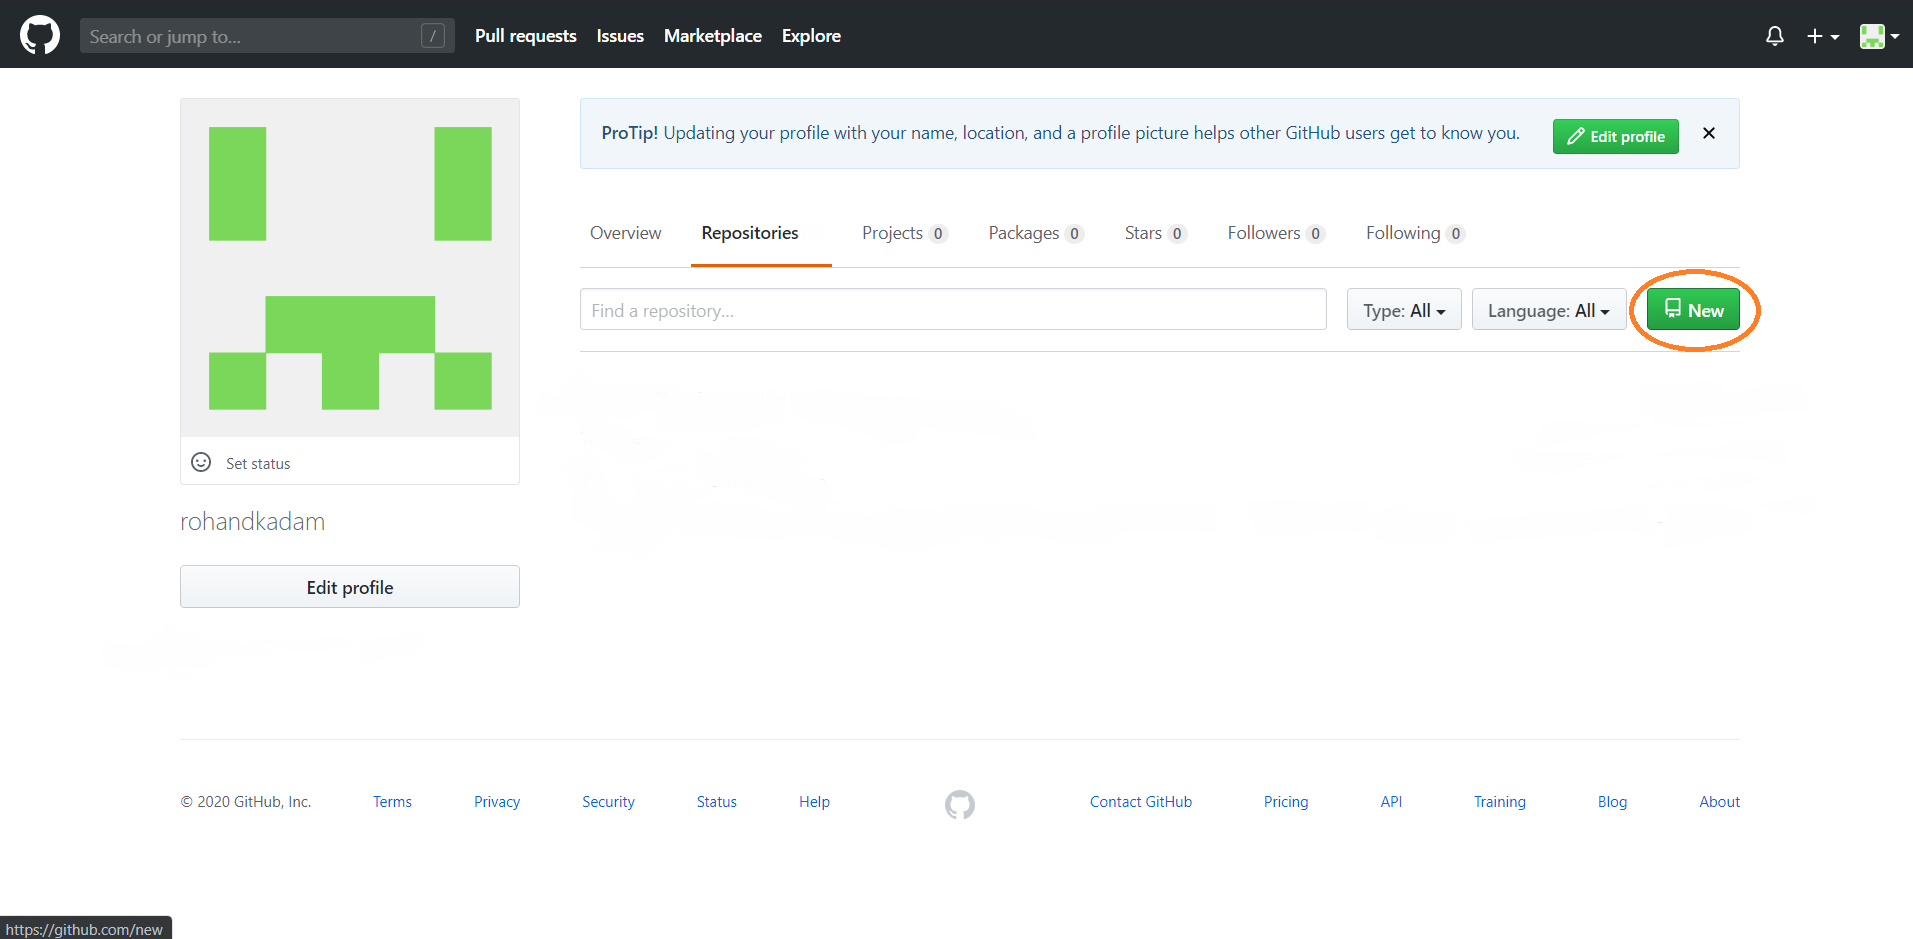 Search or jump to... /
Pull requests Issues Marketplace Explore
ProTip! Updating your profile with your name, location, and a profile picture helps other GitHub users get to know you.
Edit profile
Overview Repositories Projects 0 Packages 0 Stars 0 Followers 0 Following 0
Find a repository... Type: All Language: All New
Set status
rohandkadam
Edit profile
© 2020 GitHub, Inc. Terms Privacy Security Status Help Contact GitHub Pricing API Training Blog About
https://github.com/new